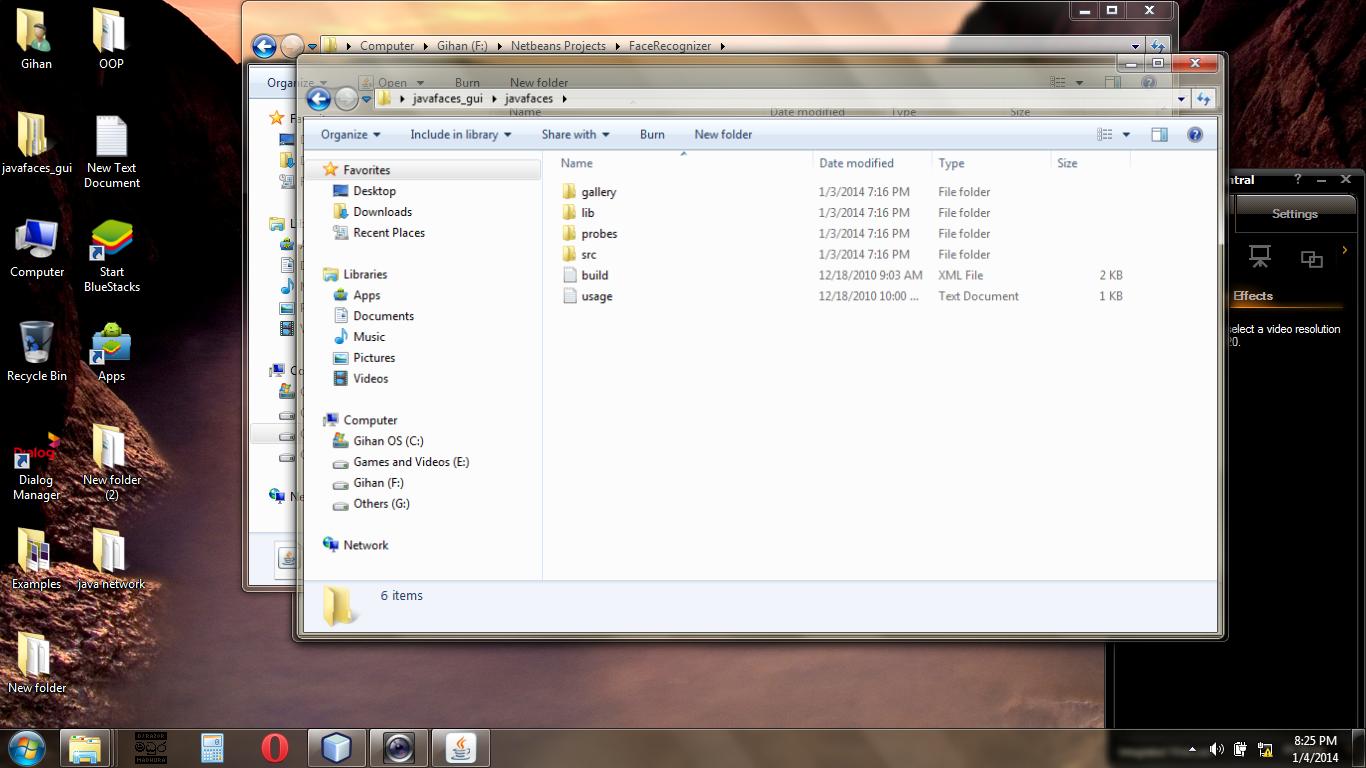 Gihan
OOP
javafaces_gui
New Text Document
Computer
Start BlueStacks
Recycle Bin
Apps
Dialog
Dialog Manager
New folder (2)
Examples
java network
New folder
Computer Gihan (F:) Netbeans Projects FaceRecognizer
Organize Open Burn New folder
Name Date modified Type Size
javafaces_gui javafaces
Organize Include in library Share with Burn New folder
Favorites
Desktop
Downloads
Recent Places
Libraries
Apps
Documents
Music
Pictures
Videos
Computer
Gihan OS (C:)
Games and Videos (E:)
Gihan (F:)
Others (G:)
Network
Name Date modified Type Size
gallery 1/3/2014 7:16 PM File folder
lib 1/3/2014 7:16 PM File folder
probes 1/3/2014 7:16 PM File folder
src 1/3/2014 7:16 PM File folder
build 12/18/2010 9:03 AM XML File 2 KB
usage 12/18/2010 10:00 ... Text Document 1 KB
6 items
ntral
Settings
Effects
elect a video resolution
20.
මධුර
MADHURA
8:25 PM
1/4/2014